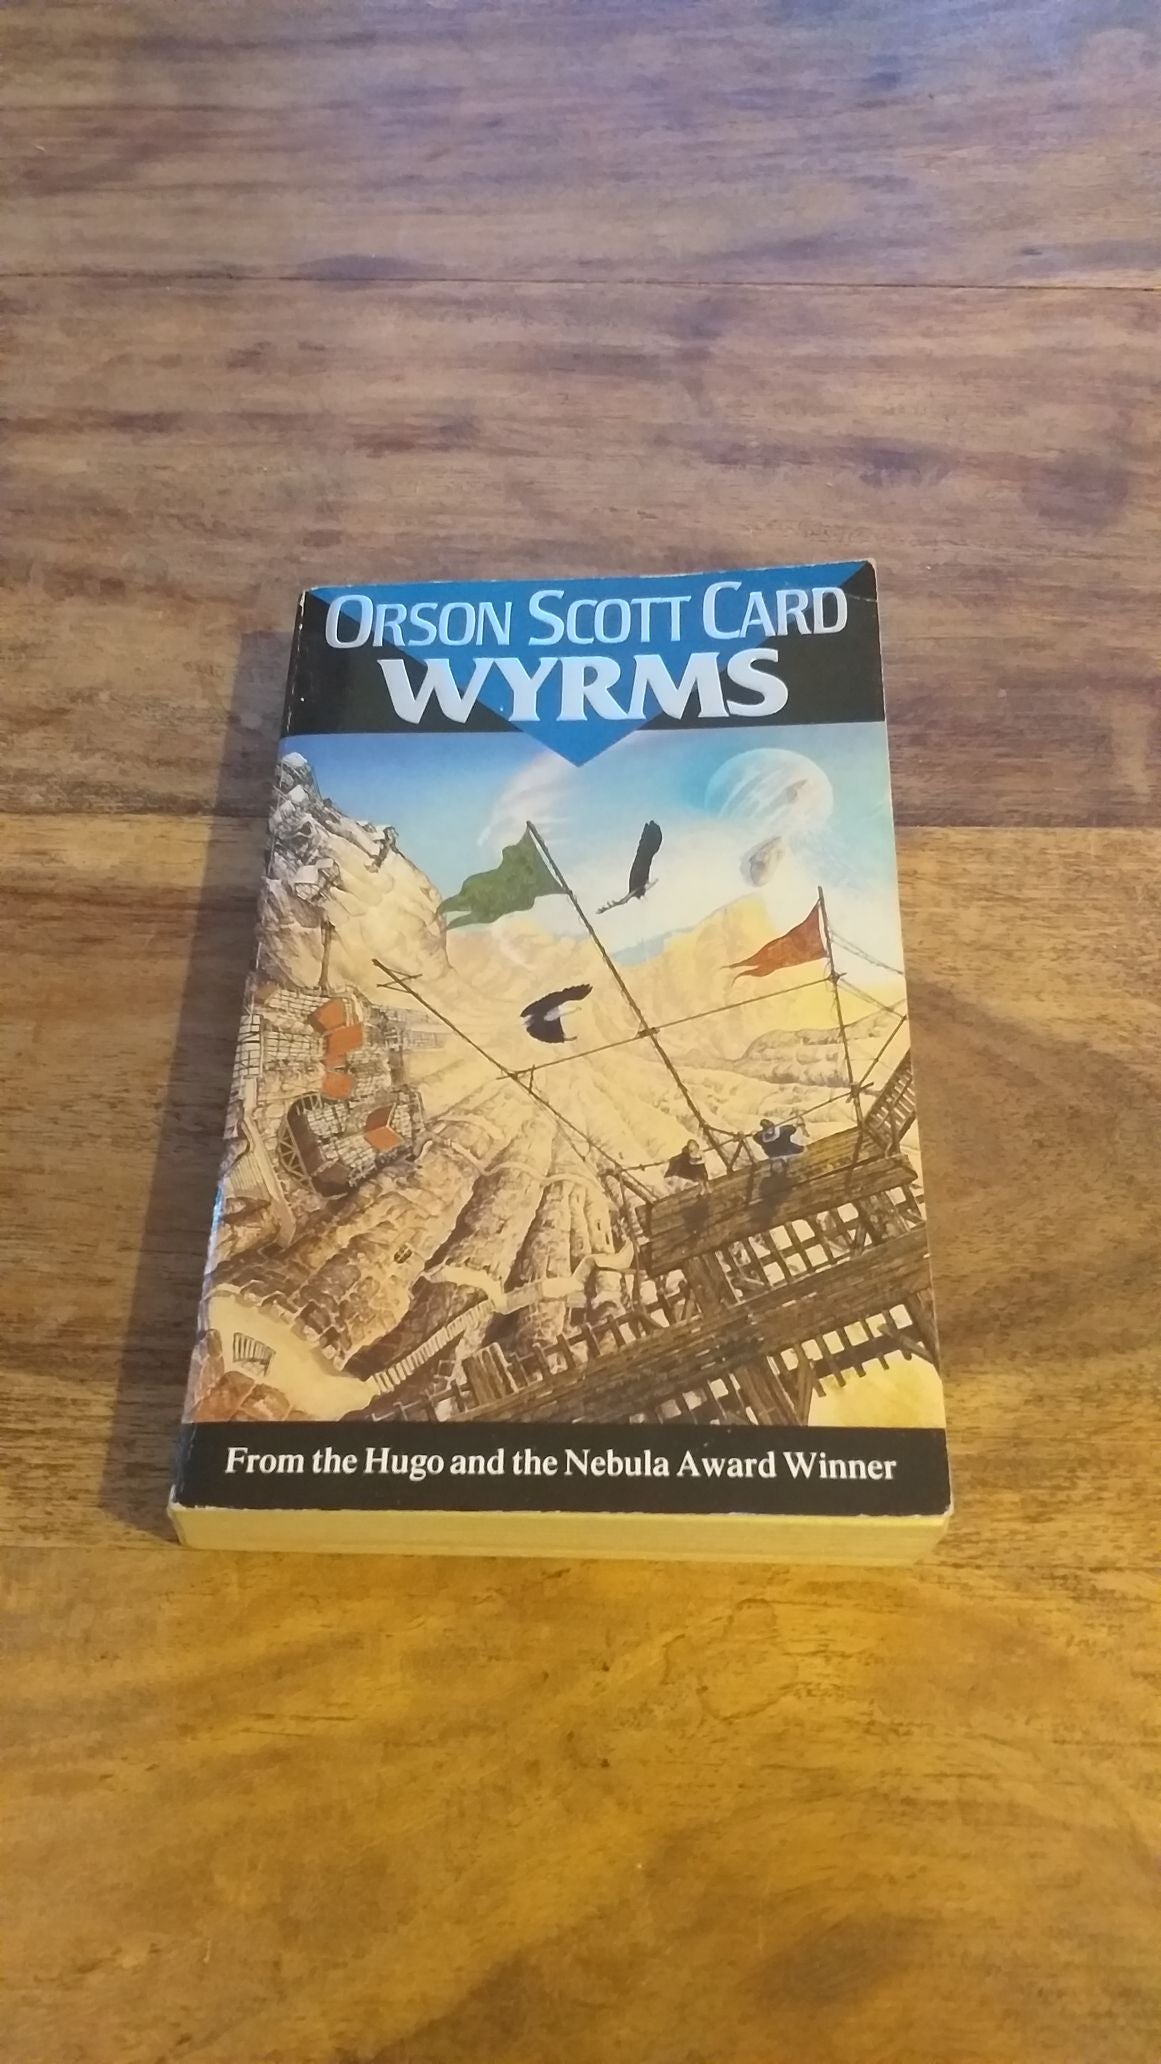 ORSON SCOTT CARD
WYRMS
From the Hugo and the Nebula Award Winner